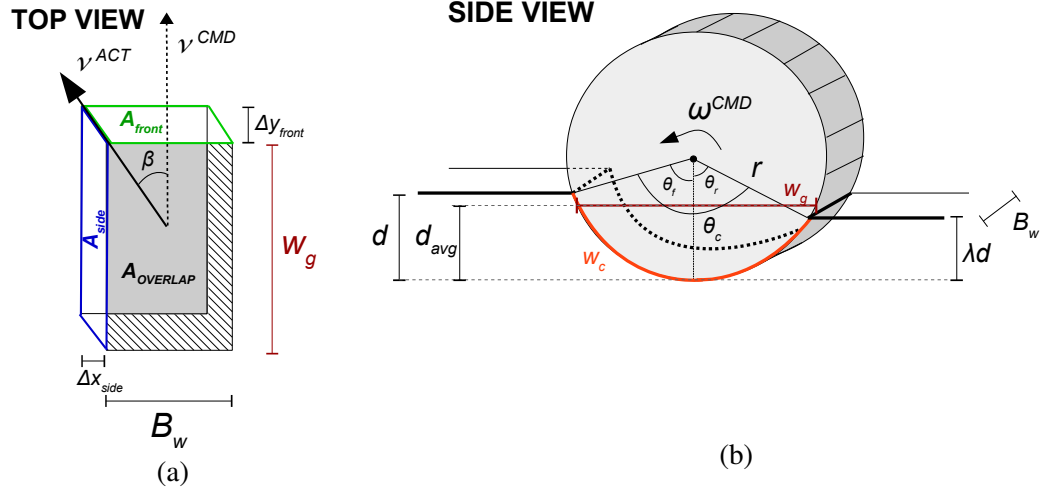 TOP VIEW
ν^ACT
ν^CMD
A_front
Δy_front
β
A_side
W_g
A_OVERLAP
Δx_side
B_w
(a)
SIDE VIEW
ω^CMD
r
θ_f
θ_r
w_g
θ_c
d
d_avg
w_c
λd
B_w
(b)